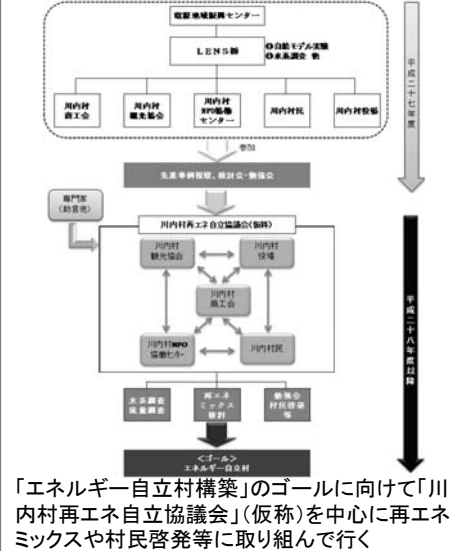 電源地域振興センター
LENS㈱
❶自給モデル実験
❷水系調査 他
川内村
商工会
川内村
観光協会
川内村
NPO協働
センター
川内村民
川内村役場
平成二十七年度
参加
先進事例視察、検討会・勉強会
専門家
(助言他)
川内村再エネ自立協議会(仮称)
川内村
観光協会
川内村
役場
川内村
商工会
川内村NPO
協働センター
川内村民
平成二十八年度以降
水系調査
流量調査
再エネ
ミックス
検討
勉強会
村民啓発
等
<ゴール>
エネルギー自立村
「エネルギー自立村構築」のゴールに向けて「川
内村再エネ自立協議会」(仮称)を中心に再エネ
ミックスや村民啓発等に取り組んで行く